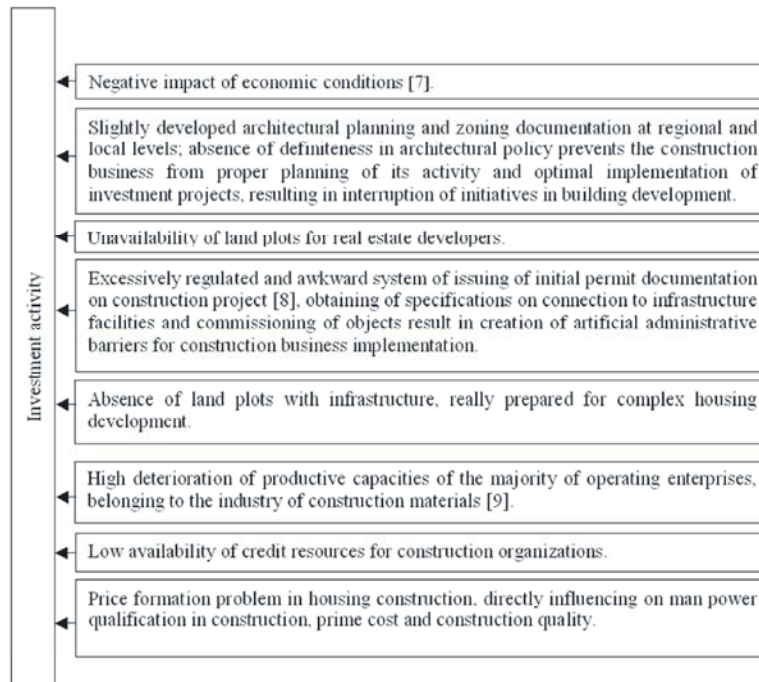 Investment activity
Negative impact of economic conditions [7].
Slightly developed architectural planning and zoning documentation at regional and
local levels; absence of definiteness in architectural policy prevents the construction
business from proper planning of its activity and optimal implementation of
investment projects, resulting in interruption of initiatives in building development.
Unavailability of land plots for real estate developers.
Excessively regulated and awkward system of issuing of initial permit documentation
on construction project [8], obtaining of specifications on connection to infrastructure
facilities and commissioning of objects result in creation of artificial administrative
barriers for construction business implementation.
Absence of land plots with infrastructure, really prepared for complex housing
development.
High deterioration of productive capacities of the majority of operating enterprises,
belonging to the industry of construction materials [9].
Low availability of credit resources for construction organizations.
Price formation problem in housing construction, directly influencing on man power
qualification in construction, prime cost and construction quality.